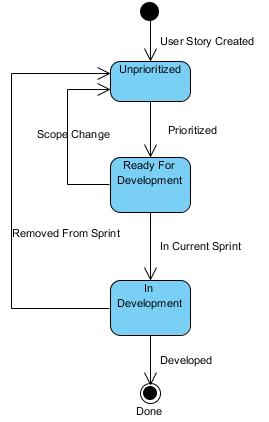 User Story Created
Unprioritized
Prioritized
Scope Change
Ready For
Development
Removed From Sprint
In Current Sprint
In
Development
Developed
Done